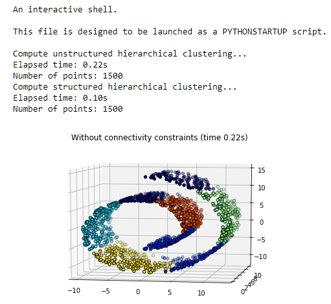 An interactive shell.
This file is designed to be launched as a PYTHONSTARTUP script.
Compute unstructured hierarchical clustering...
Elapsed time: 0.22s
Number of points: 1500
Compute structured hierarchical clustering...
Elapsed time: 0.10s
Number of points: 1500
Without connectivity constraints (time 0.22s)
15
10
5
0
−5
−10
−10 −5 0 5 10